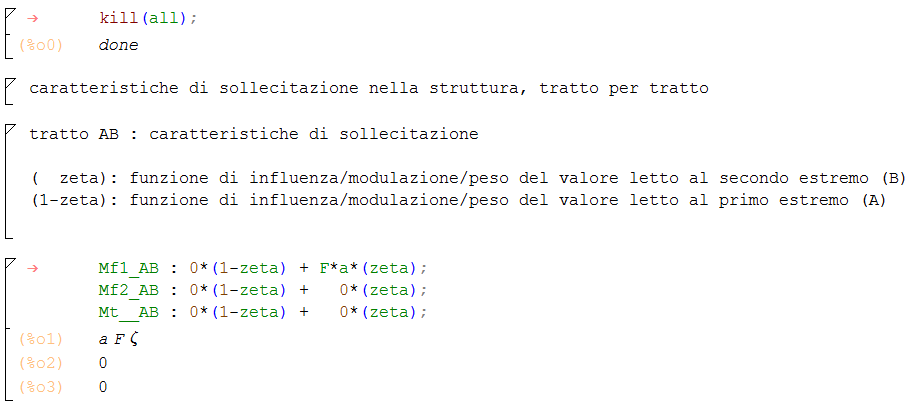 → kill(all);
(%o0) done
caratteristiche di sollecitazione nella struttura, tratto per tratto
tratto AB : caratteristiche di sollecitazione
(  zeta): funzione di influenza/modulazione/peso del valore letto al secondo estremo (B)
(1-zeta): funzione di influenza/modulazione/peso del valore letto al primo estremo (A)
→ Mf1_AB : 0*(1-zeta) + F*a*(zeta);
Mf2_AB : 0*(1-zeta) +   0*(zeta);
Mt__AB : 0*(1-zeta) +   0*(zeta);
(%o1) a F ζ
(%o2) 0
(%o3) 0